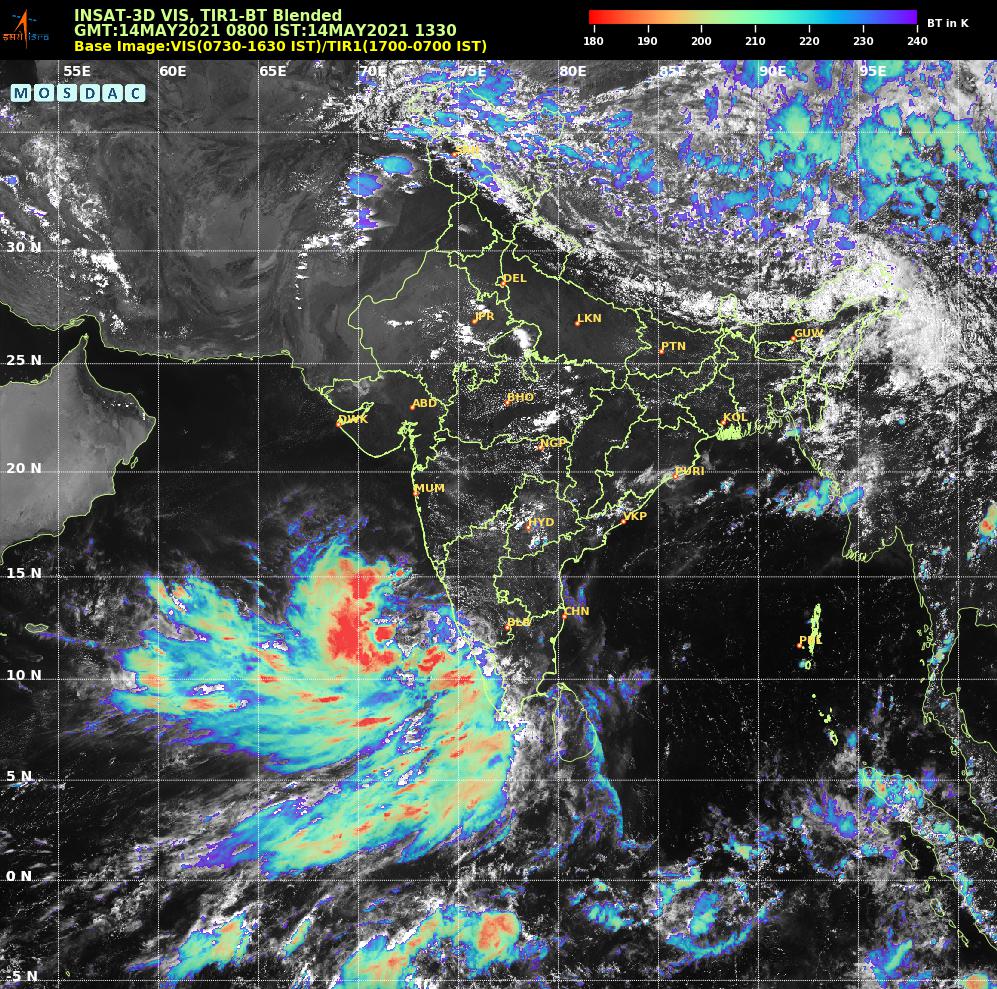 INSAT-3D VIS, TIR1-BT Blended
GMT:14MAY2021 0800 IST:14MAY2021 1330
Base Image:VIS(0730-1630 IST)/TIR1(1700-0700 IST)
BT in K
180 190 200 210 220 230 240
55E 60E 65E 70E 75E 80E 85E 90E 95E
MOSDAC
30 N
DEL
JPR
LKN
GUW
PTN
25 N
BHO
ABD
DWK
KOL
NGP
20 N
PURI
MUM
VKP
HYD
15 N
CHN
BLR
10 N
5 N
0 N
-5 N